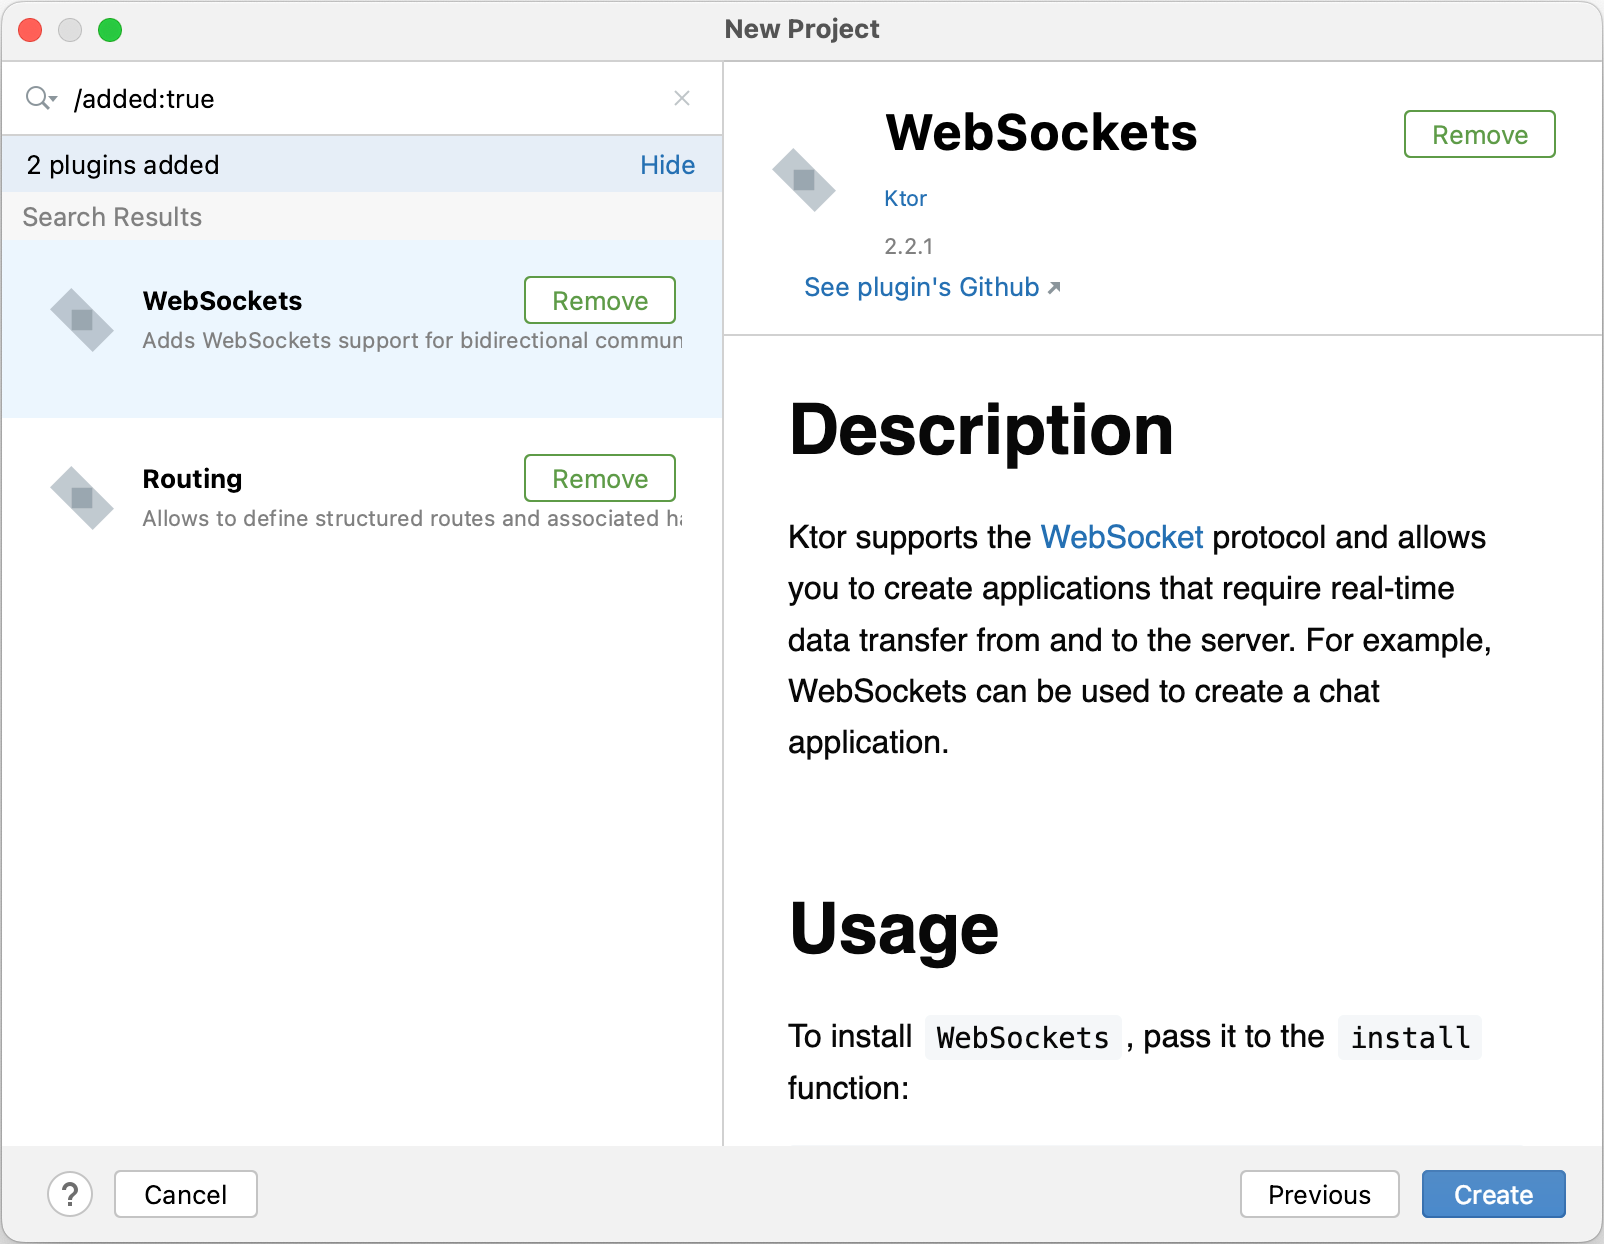 New Project
/added:true
2 plugins added
Hide
Search Results
WebSockets
Remove
Adds WebSockets support for bidirectional commun
Routing
Remove
Allows to define structured routes and associated ha
WebSockets
Remove
Ktor
2.2.1
See plugin's Github
Description
Ktor supports the WebSocket protocol and allows
you to create applications that require real-time
data transfer from and to the server. For example,
WebSockets can be used to create a chat
application.
Usage
To install WebSockets, pass it to the install
function:
?
Cancel
Previous
Create